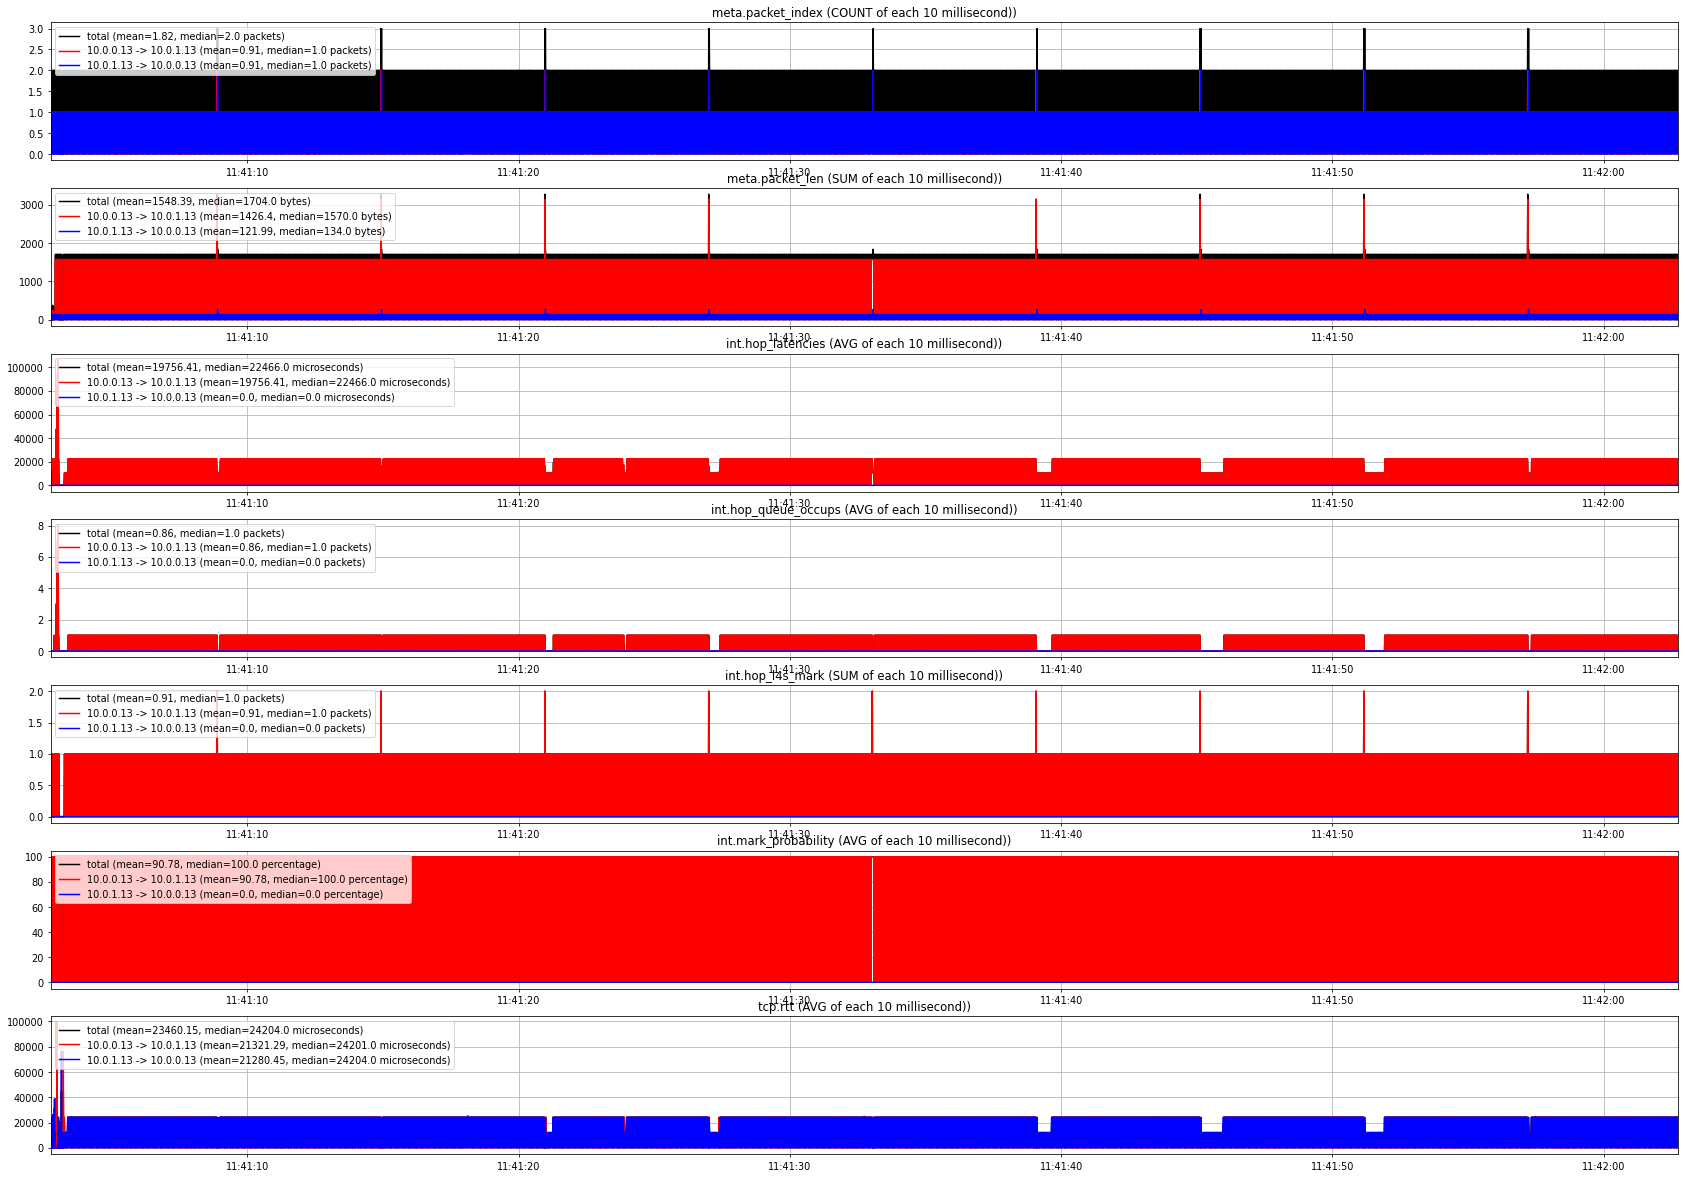 meta.packet_index (COUNT of each 10 millisecond))
3.0
2.5
2.0
1.5
1.0
0.5
0.0
total (mean=1.82, median=2.0 packets)
10.0.0.13 -> 10.0.1.13 (mean=0.91, median=1.0 packets)
10.0.1.13 -> 10.0.0.13 (mean=0.91, median=1.0 packets)
11:41:10 11:41:20 11:41:30 11:41:40 11:41:50 11:42:00
meta.packet_len (SUM of each 10 millisecond))
3000
2000
1000
0
total (mean=1548.39, median=1704.0 bytes)
10.0.0.13 -> 10.0.1.13 (mean=1426.4, median=1570.0 bytes)
10.0.1.13 -> 10.0.0.13 (mean=121.99, median=134.0 bytes)
11:41:10 11:41:20 11:41:30 11:41:40 11:41:50 11:42:00
int.hop_latencies (AVG of each 10 millisecond))
100000
80000
60000
40000
20000
0
total (mean=19756.41, median=22466.0 microseconds)
10.0.0.13 -> 10.0.1.13 (mean=19756.41, median=22466.0 microseconds)
10.0.1.13 -> 10.0.0.13 (mean=0.0, median=0.0 microseconds)
11:41:10 11:41:20 11:41:30 11:41:40 11:41:50 11:42:00
int.hop_queue_occups (AVG of each 10 millisecond))
8
6
4
2
0
total (mean=0.86, median=1.0 packets)
10.0.0.13 -> 10.0.1.13 (mean=0.86, median=1.0 packets)
10.0.1.13 -> 10.0.0.13 (mean=0.0, median=0.0 packets)
11:41:10 11:41:20 11:41:30 11:41:40 11:41:50 11:42:00
int.hop_l4s_mark (SUM of each 10 millisecond))
2.0
1.5
1.0
0.5
0.0
total (mean=0.91, median=1.0 packets)
10.0.0.13 -> 10.0.1.13 (mean=0.91, median=1.0 packets)
10.0.1.13 -> 10.0.0.13 (mean=0.0, median=0.0 packets)
11:41:10 11:41:20 11:41:30 11:41:40 11:41:50 11:42:00
int.mark_probability (AVG of each 10 millisecond))
100
80
60
40
20
0
total (mean=90.78, median=100.0 percentage)
10.0.0.13 -> 10.0.1.13 (mean=90.78, median=100.0 percentage)
10.0.1.13 -> 10.0.0.13 (mean=0.0, median=0.0 percentage)
11:41:10 11:41:20 11:41:30 11:41:40 11:41:50 11:42:00
tcp.rtt (AVG of each 10 millisecond))
100000
80000
60000
40000
20000
0
total (mean=23460.15, median=24204.0 microseconds)
10.0.0.13 -> 10.0.1.13 (mean=21321.29, median=24201.0 microseconds)
10.0.1.13 -> 10.0.0.13 (mean=21280.45, median=24204.0 microseconds)
11:41:10 11:41:20 11:41:30 11:41:40 11:41:50 11:42:00